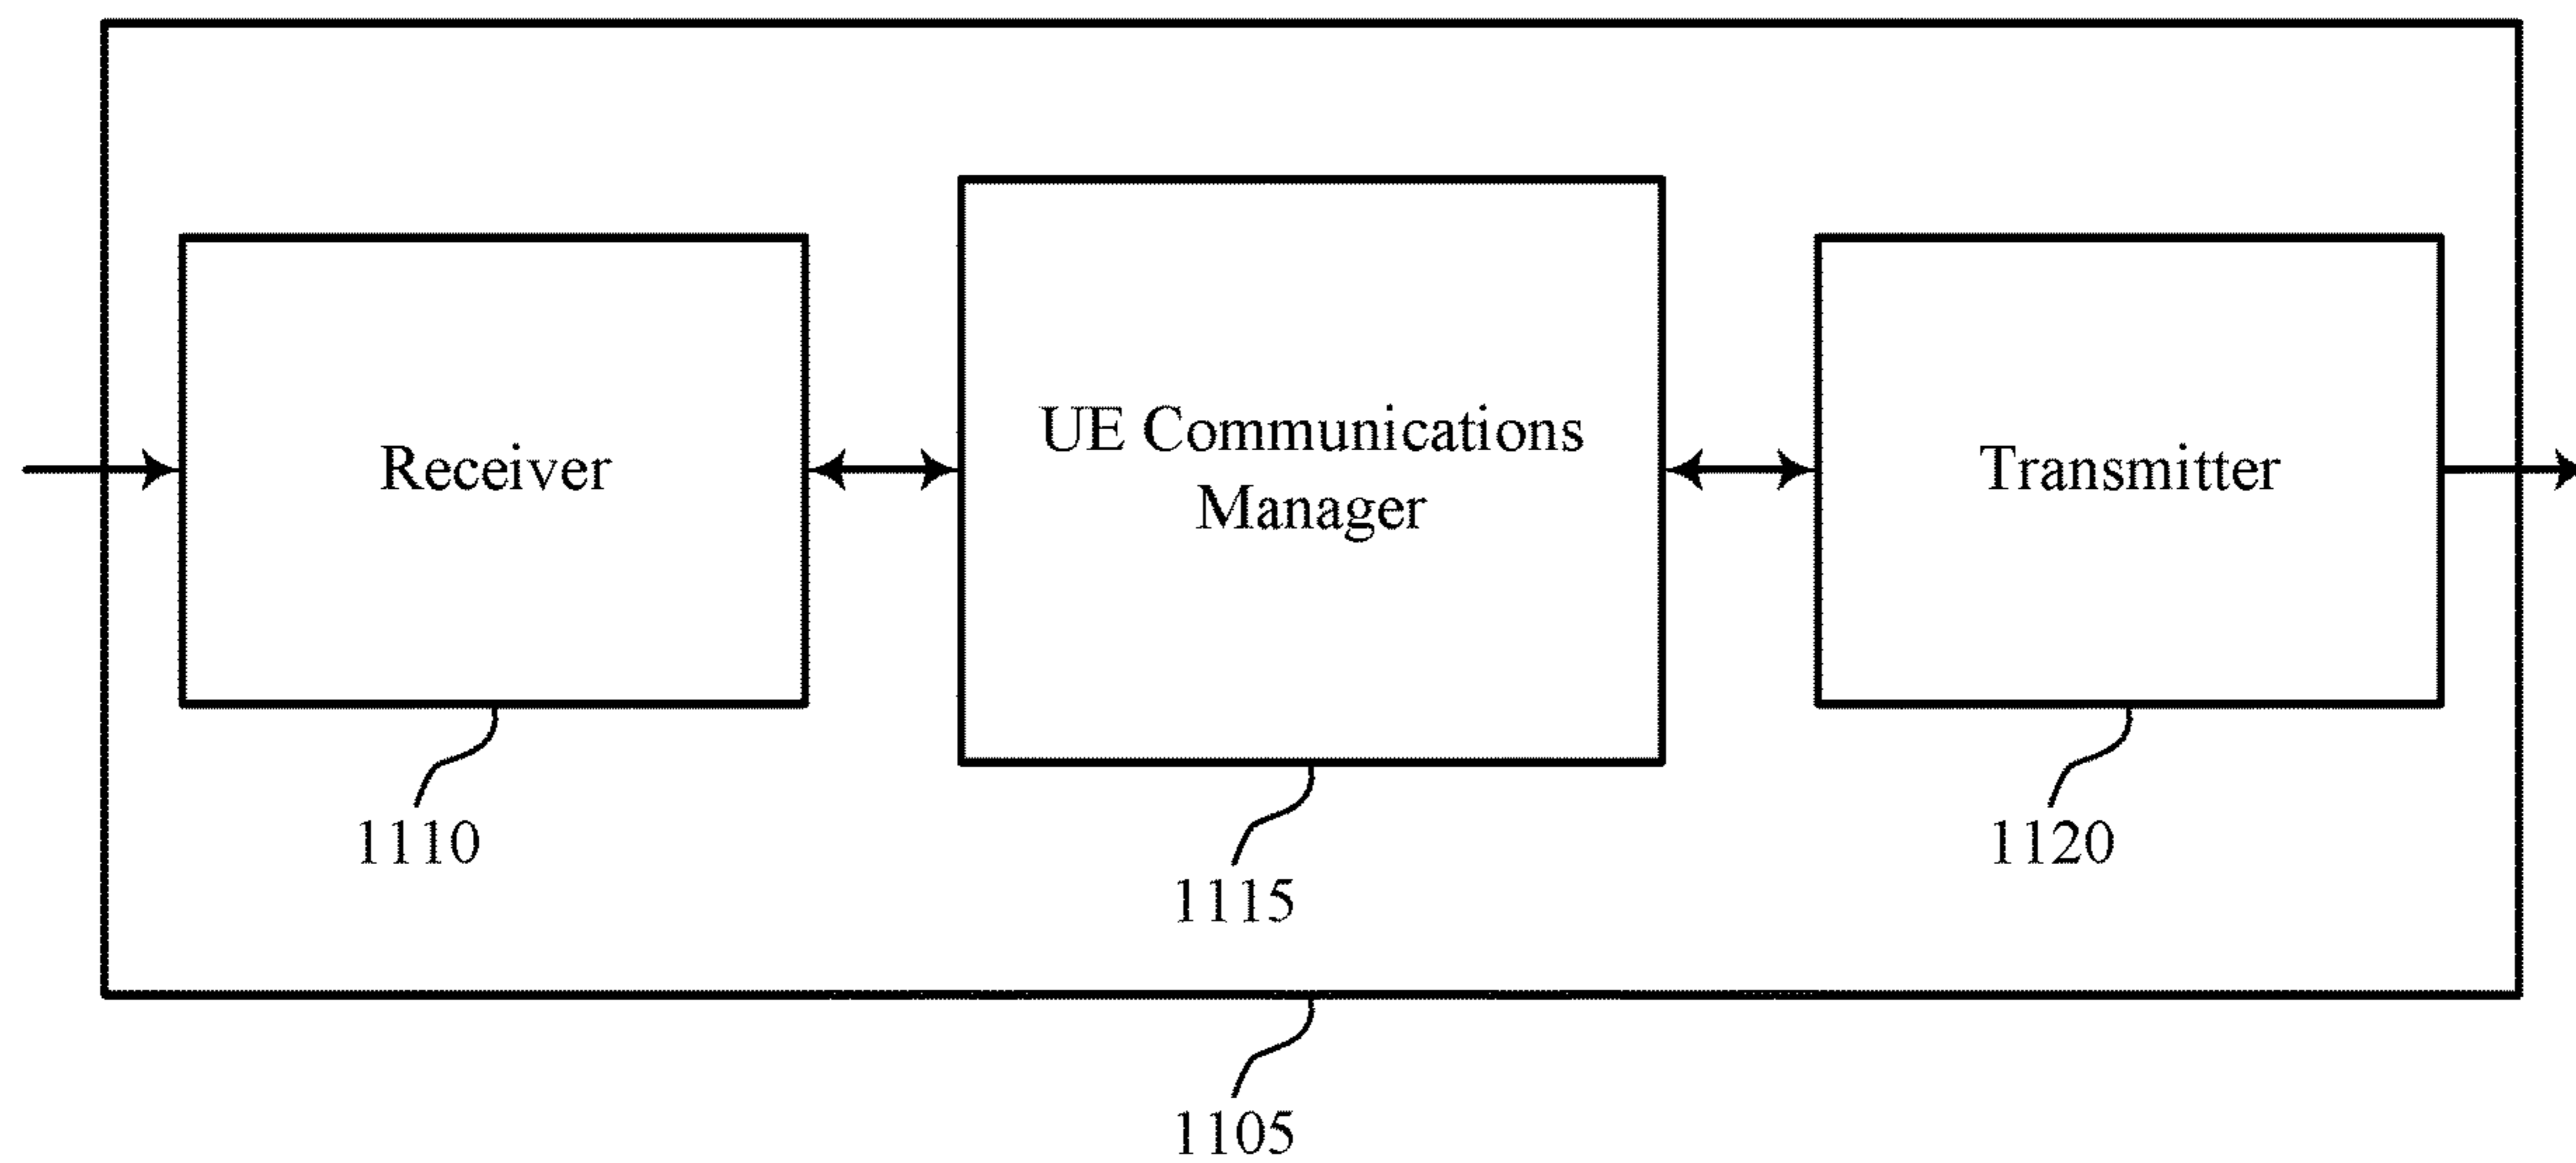 Receiver
UE Communications
Manager
Transmitter
1110
1115
1120
1105